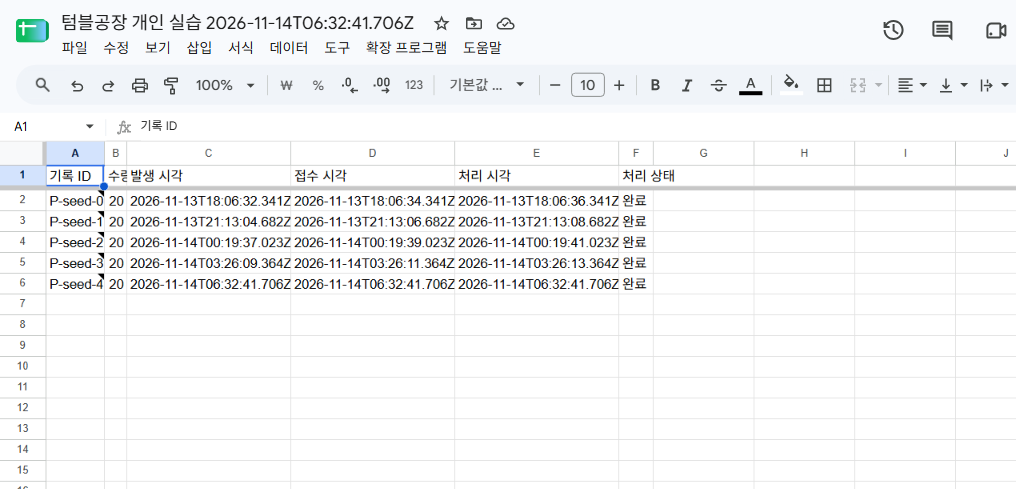 텀블공장 개인 실습 2026-11-14T06:32:41.706Z
파일 수정 보기 삽입 서식 데이터 도구 확장 프로그램 도움말
100% ₩ % .0 .00 123 기본값 ... 10 B I A
A1 fx 기록 ID
A B C D E F G H I J
1 기록 ID 수량 발생 시각 접수 시각 처리 시각 처리 상태
2 P-seed-0 20 2026-11-13T18:06:32.341Z 2026-11-13T18:06:34.341Z 2026-11-13T18:06:36.341Z 완료
3 P-seed-1 20 2026-11-13T21:13:04.682Z 2026-11-13T21:13:06.682Z 2026-11-13T21:13:08.682Z 완료
4 P-seed-2 20 2026-11-14T00:19:37.023Z 2026-11-14T00:19:39.023Z 2026-11-14T00:19:41.023Z 완료
5 P-seed-3 20 2026-11-14T03:26:09.364Z 2026-11-14T03:26:11.364Z 2026-11-14T03:26:13.364Z 완료
6 P-seed-4 20 2026-11-14T06:32:41.706Z 2026-11-14T06:32:41.706Z 2026-11-14T06:32:41.706Z 완료
7
8
9
10
11
12
13
14
15